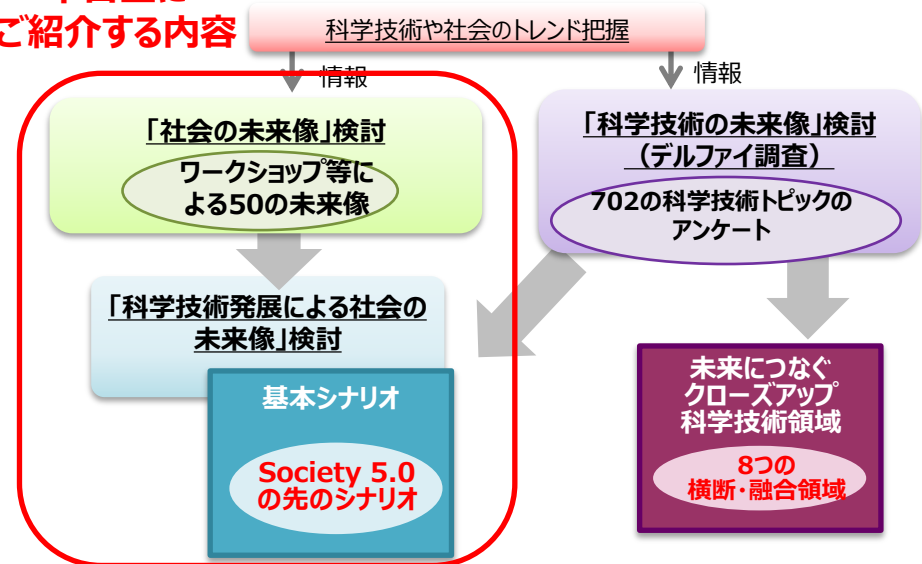 ご紹介する内容
科学技術や社会のトレンド把握
情報
情報
「社会の未来像」検討
ワークショップ等に
よる50の未来像
「科学技術の未来像」検討
(デルファイ調査)
702の科学技術トピックの
アンケート
「科学技術発展による社会の
未来像」検討
基本シナリオ
Society 5.0
の先のシナリオ
未来につなぐ
クローズアップ
科学技術領域
8つの
横断・融合領域